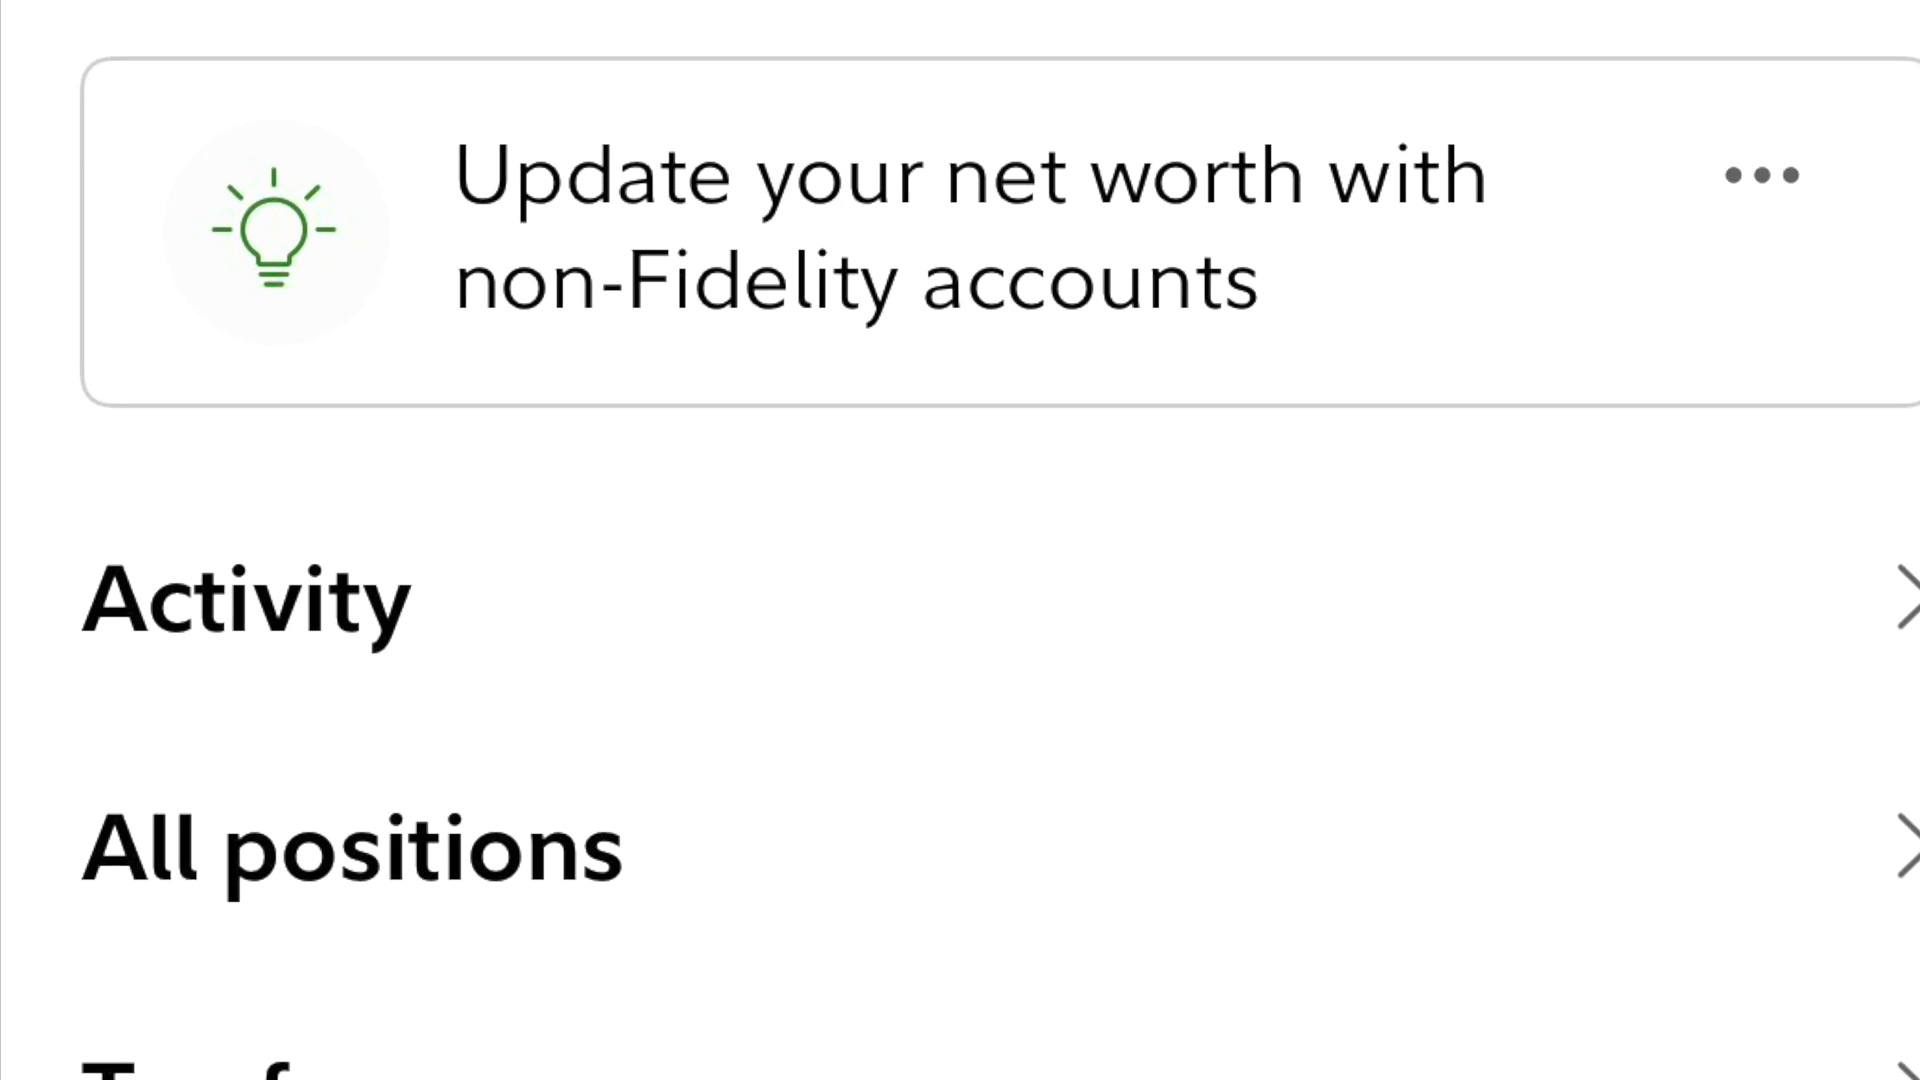 Update your net worth with
non-Fidelity accounts
Activity
All positions